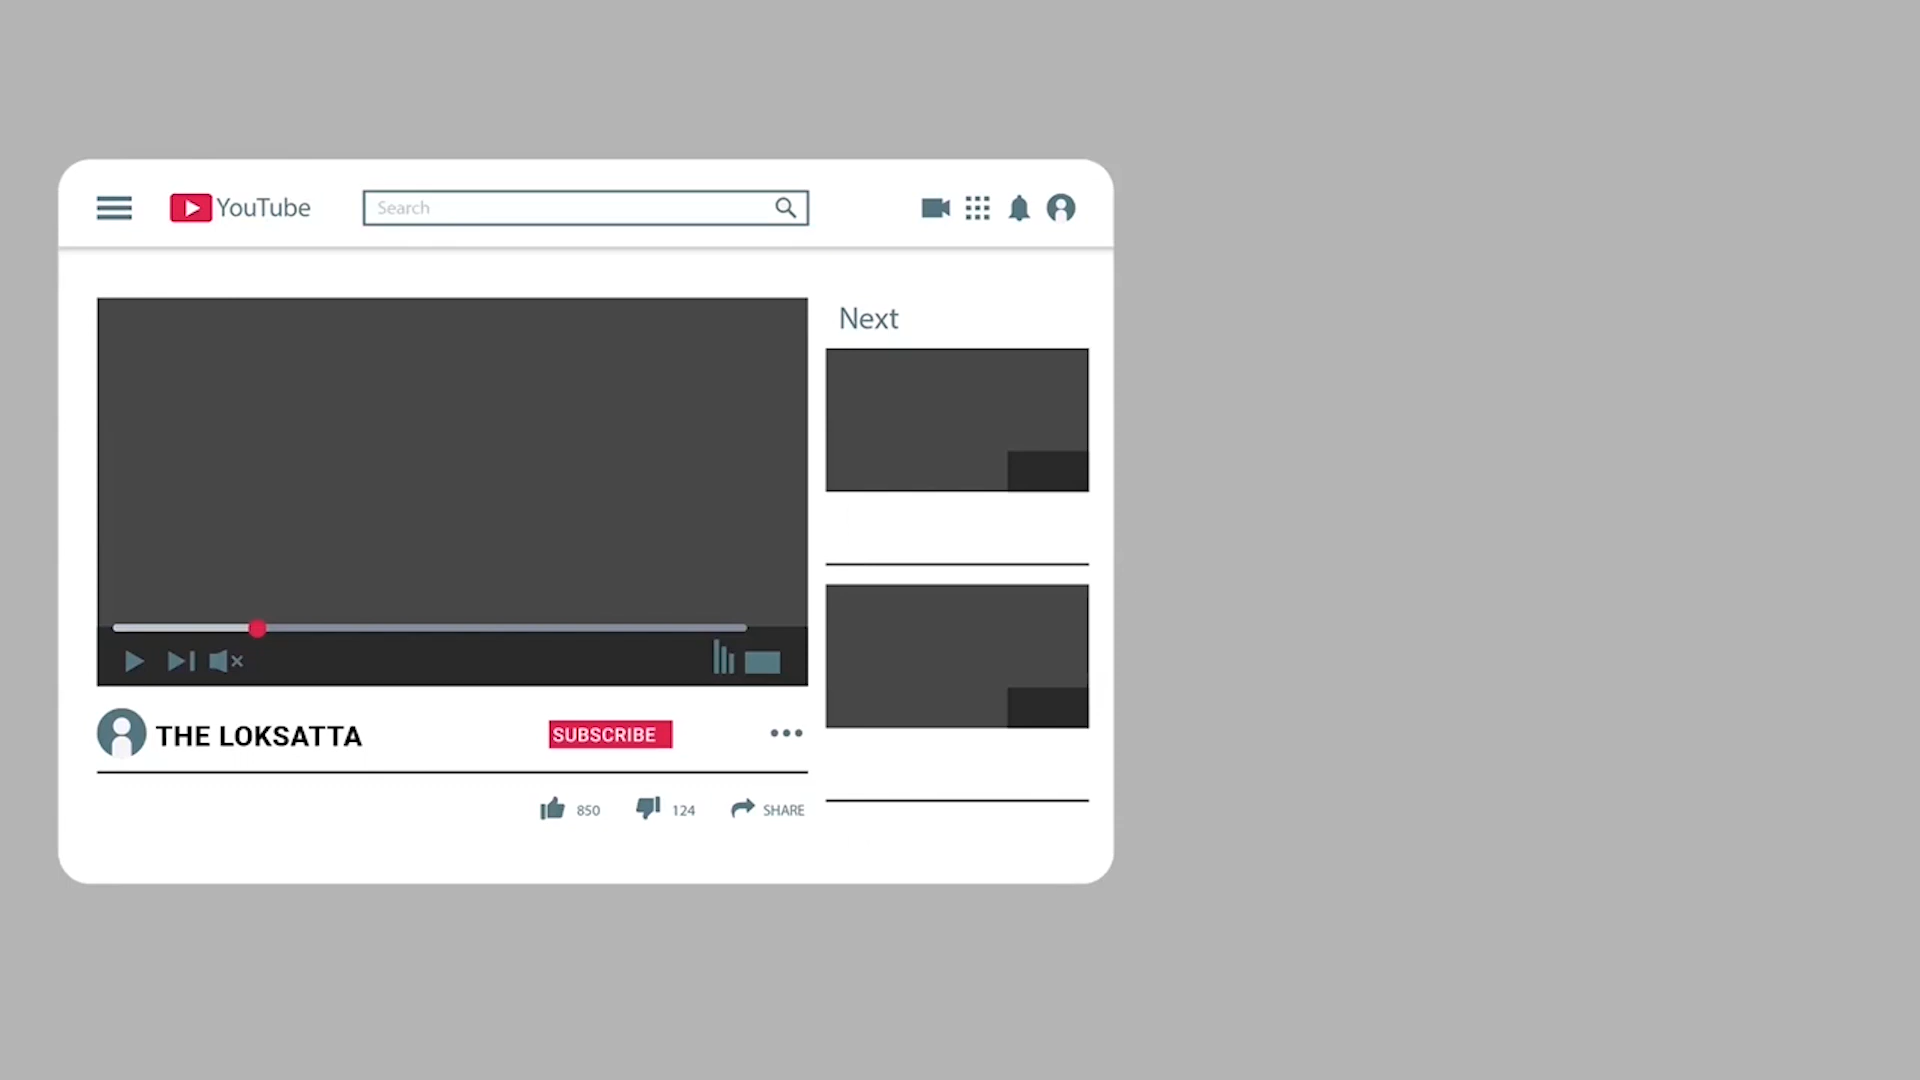 YouTube
Search
Next
THE LOKSATTA
SUBSCRIBE
850
124
SHARE